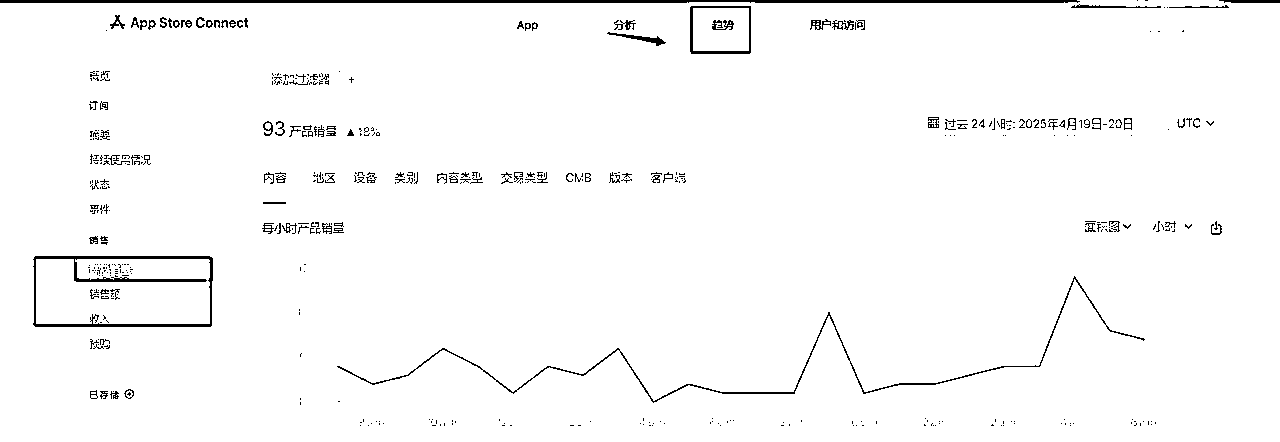 App Store Connect
App 分析 趋势 用户和访问
概览
订阅
摘要
持续使用情况
状态
事件
销售
销售额
收入
预购
已存储
添加过滤器 +
93 产品销量 ▲18%
过去 24 小时: 2025年4月19日-20日 UTC
内容 地区 设备 类别 内容类型 交易类型 CMB 版本 客户端
每小时产品销量
面积图 小时